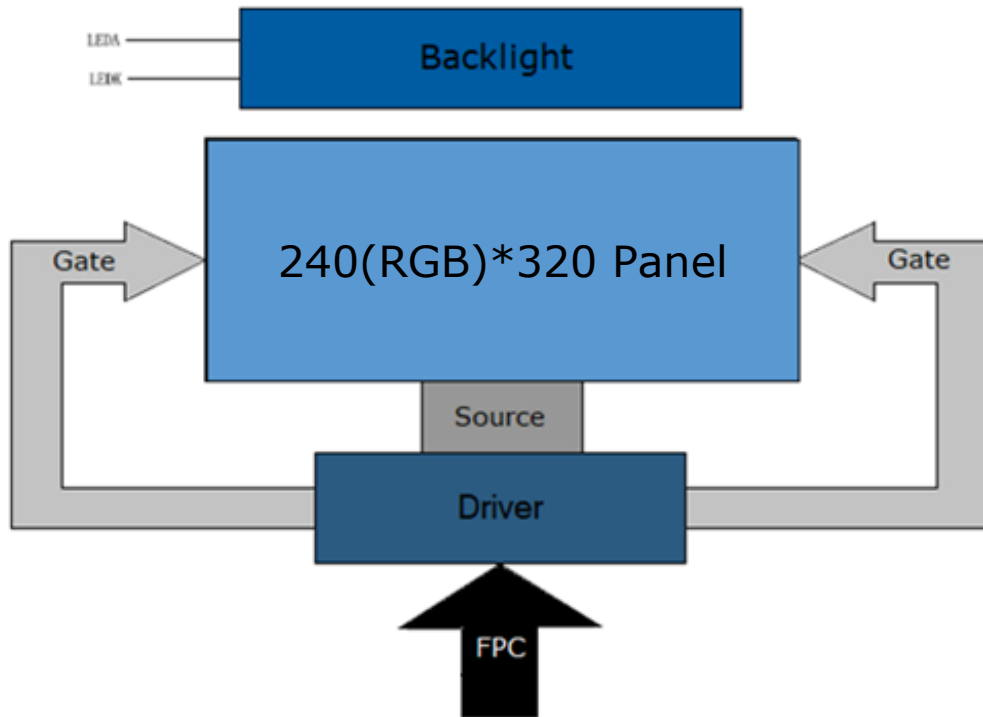 LEDA
LEDK
Backlight
240(RGB)*320 Panel
Gate
Gate
Source
Driver
FPC